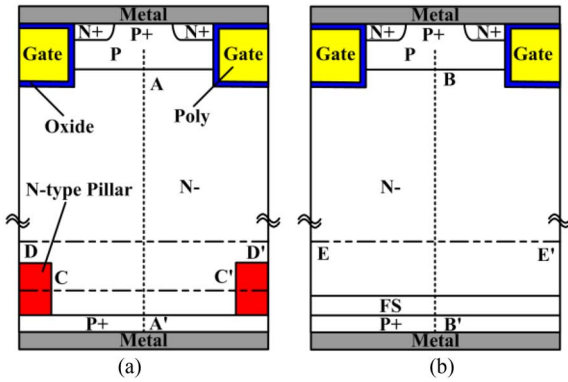 Metal
N+ P+ N+
Gate P Gate
A
Oxide Poly
N-type Pillar N-
D D'
C C'
P+ A'
Metal
(a)
Metal
N+ P+ N+
Gate P Gate
B
N-
E E'
FS
P+ B'
Metal
(b)